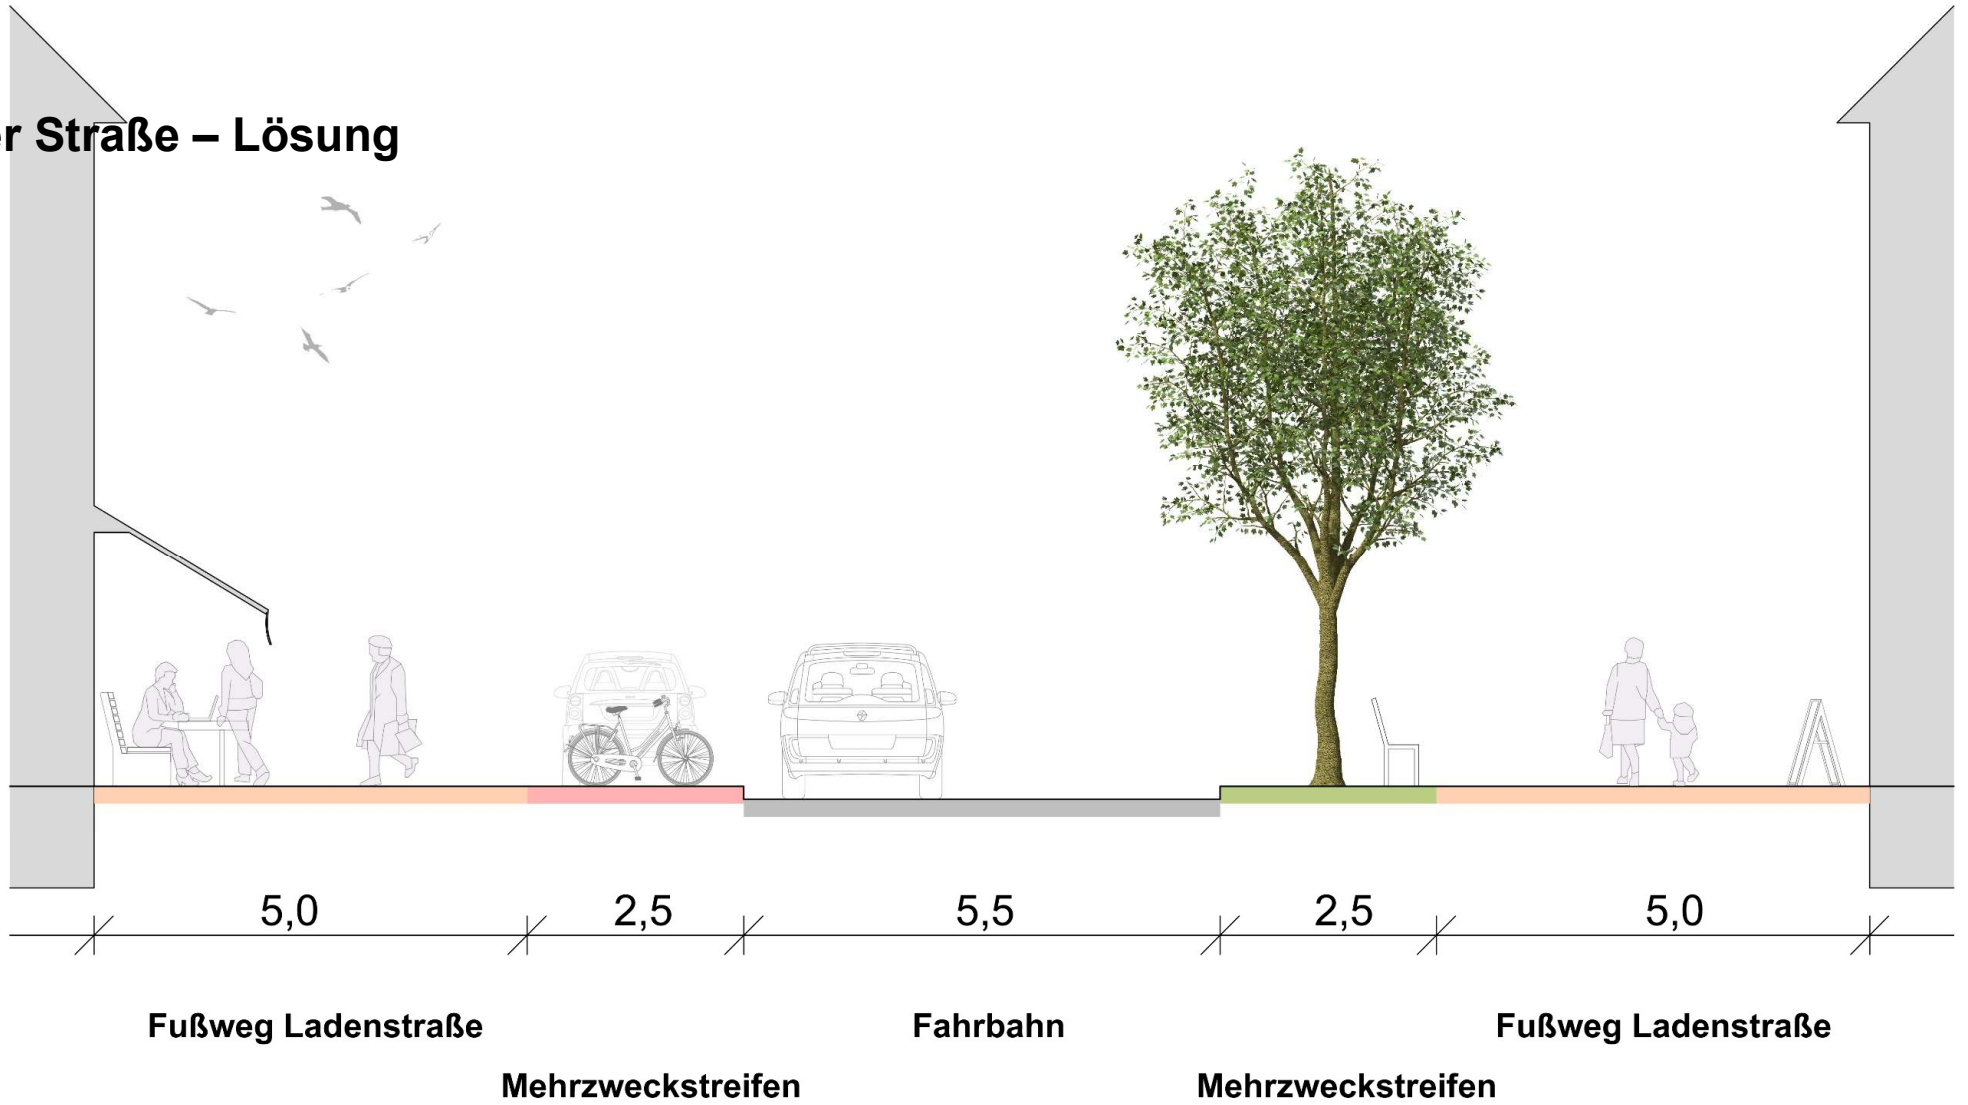 er Straße – Lösung
5,0 2,5 5,5 2,5 5,0
Fußweg Ladenstraße Fahrbahn Fußweg Ladenstraße
Mehrzweckstreifen Mehrzweckstreifen